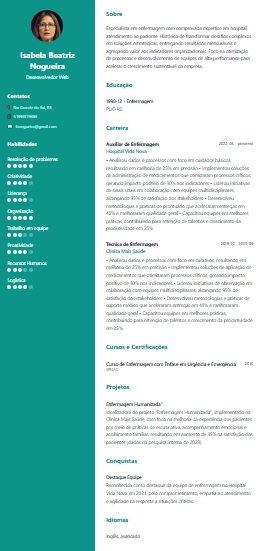 Isabela Beatriz
Nogueira
Desenvolvedor Web
Contatos
Rio Grande do Sul, RS
Habilidades
Resolução de problemas
Criatividade
Liderança
Organização
Trabalho em equipe
Proatividade
Recursos Humanos
Logística
Sobre
Especialista em enfermagem com comprovada expertise em hospital,
atendimento ao paciente. Histórico de transformar desafios complexos
em soluções estratégicas, entregando resultados mensuráveis e
agregando valor aos indicadores organizacionais. Foco na otimização
de processos e desenvolvimento de equipes de alta performance para
acelerar o crescimento sustentável da empresa.
Educação
1998-12 - Enfermagem
PUC-RS
Carreira
Auxiliar de Enfermagem 2022-08 - presente
Hospital Vida Nova
• Analisou dados e processos com foco em cuidados básicos,
resultando em melhoria de 25% em precisão • Implementou soluções
de administração de medicamentos que otimizaram processos críticos,
gerando impacto positivo de 30% nos indicadores • Liderou iniciativas
de sinais vitais em colaboração com equipes multidisciplinares,
alcançando 95% de satisfação dos stakeholders • Desenvolveu
metodologias e práticas de prontuário que aceleraram entregas em
40% e melhoraram qualidade geral • Capacitou equipes em melhores
práticas, contribuindo para retenção de talentos e crescimento da
produtividade em 25%.
Técnica de Enfermagem
Clínica Mais Saúde
• Analisou dados e processos com foco em curativos, resultando em
melhoria de 25% em precisão • Implementou soluções de aplicação de
medicamentos que otimizaram processos críticos, gerando impacto
positivo de 30% nos indicadores • Liderou iniciativas de observação em
colaboração com equipes multidisciplinares, alcançando 95% de
satisfação dos stakeholders • Desenvolveu metodologias e práticas de
suporte médico que aceleraram entregas em 40% e melhoraram
qualidade geral • Capacitou equipes em melhores práticas,
contribuindo para retenção de talentos e crescimento da produtividade
em 25%
Cursos e Certificações
Curso de Enfermagem com Ênfase em Urgência e Emergência 2010
SENAC
Projetos
Enfermagem Humanizada"
Idealizadora do projeto "Enfermagem Humanizada", implementado na
Clínica Mais Saúde, com foco na melhoria da experiência dos pacientes
por meio de práticas de escuta ativa, acompanhamento emocional e
acolhimento familiar, resultando em aumento de 35% na satisfação dos
pacientes (dados da pesquisa interna de 2021).
Conquistas
Destaque Equipe
Reconhecida como destaque da equipe de enfermagem no Hospital
Vida Nova em 2021, pelo comprometimento, empatia no atendimento
e agilidade na resposta a situações críticas.
Idiomas
Inglês, Avançado